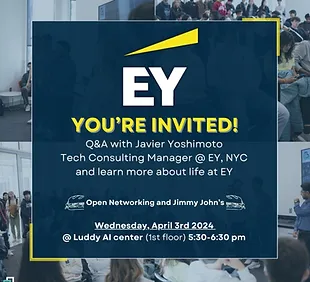 EY
YOU'RE INVITED!
Q&A with Javier Yoshimoto
Tech Consulting Manager @ EY, NYC
and learn more about life at EY
Open Networking and Jimmy John's
Wednesday, April 3rd 2024
@ Luddy AI center (1st floor) 5:30-6:30 pm